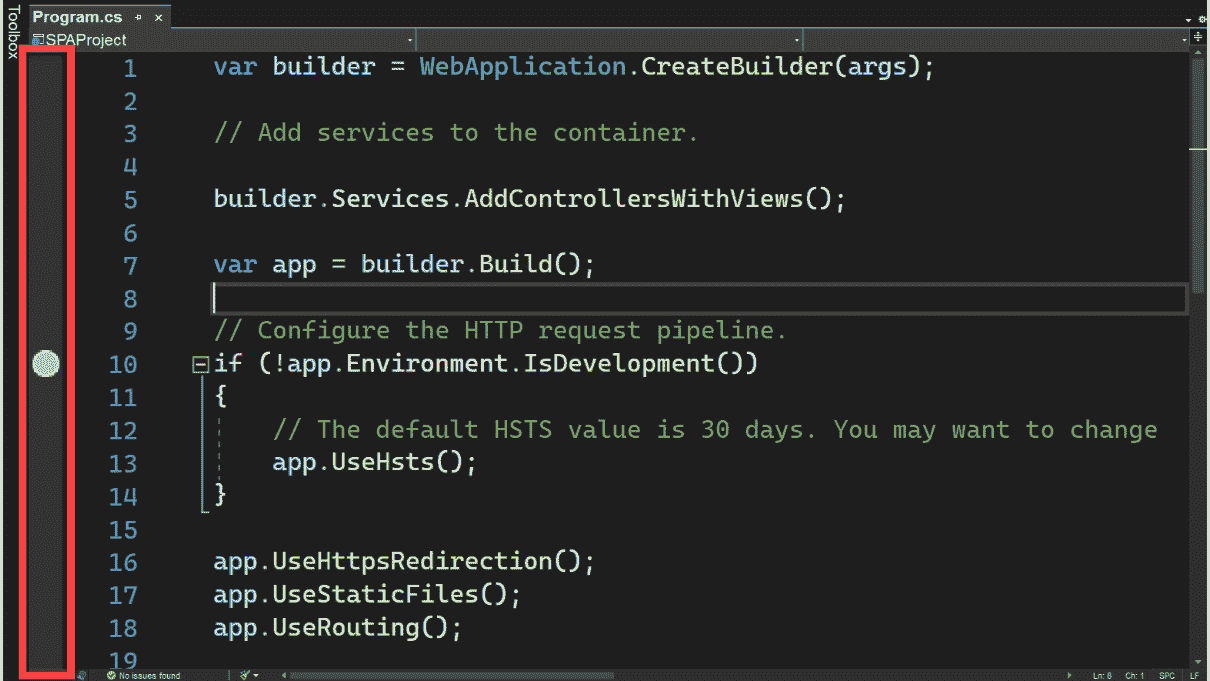 Toolbox
Program.cs
SPAProject
1 var builder = WebApplication.CreateBuilder(args);
2
3 // Add services to the container.
4
5 builder.Services.AddControllersWithViews();
6
7 var app = builder.Build();
8
9 // Configure the HTTP request pipeline.
10 if (!app.Environment.IsDevelopment())
11 {
12 // The default HSTS value is 30 days. You may want to change
13 app.UseHsts();
14 }
15
16 app.UseHttpsRedirection();
17 app.UseStaticFiles();
18 app.UseRouting();
19
No issues found Ln: 8 Ch: 1 SPC LF